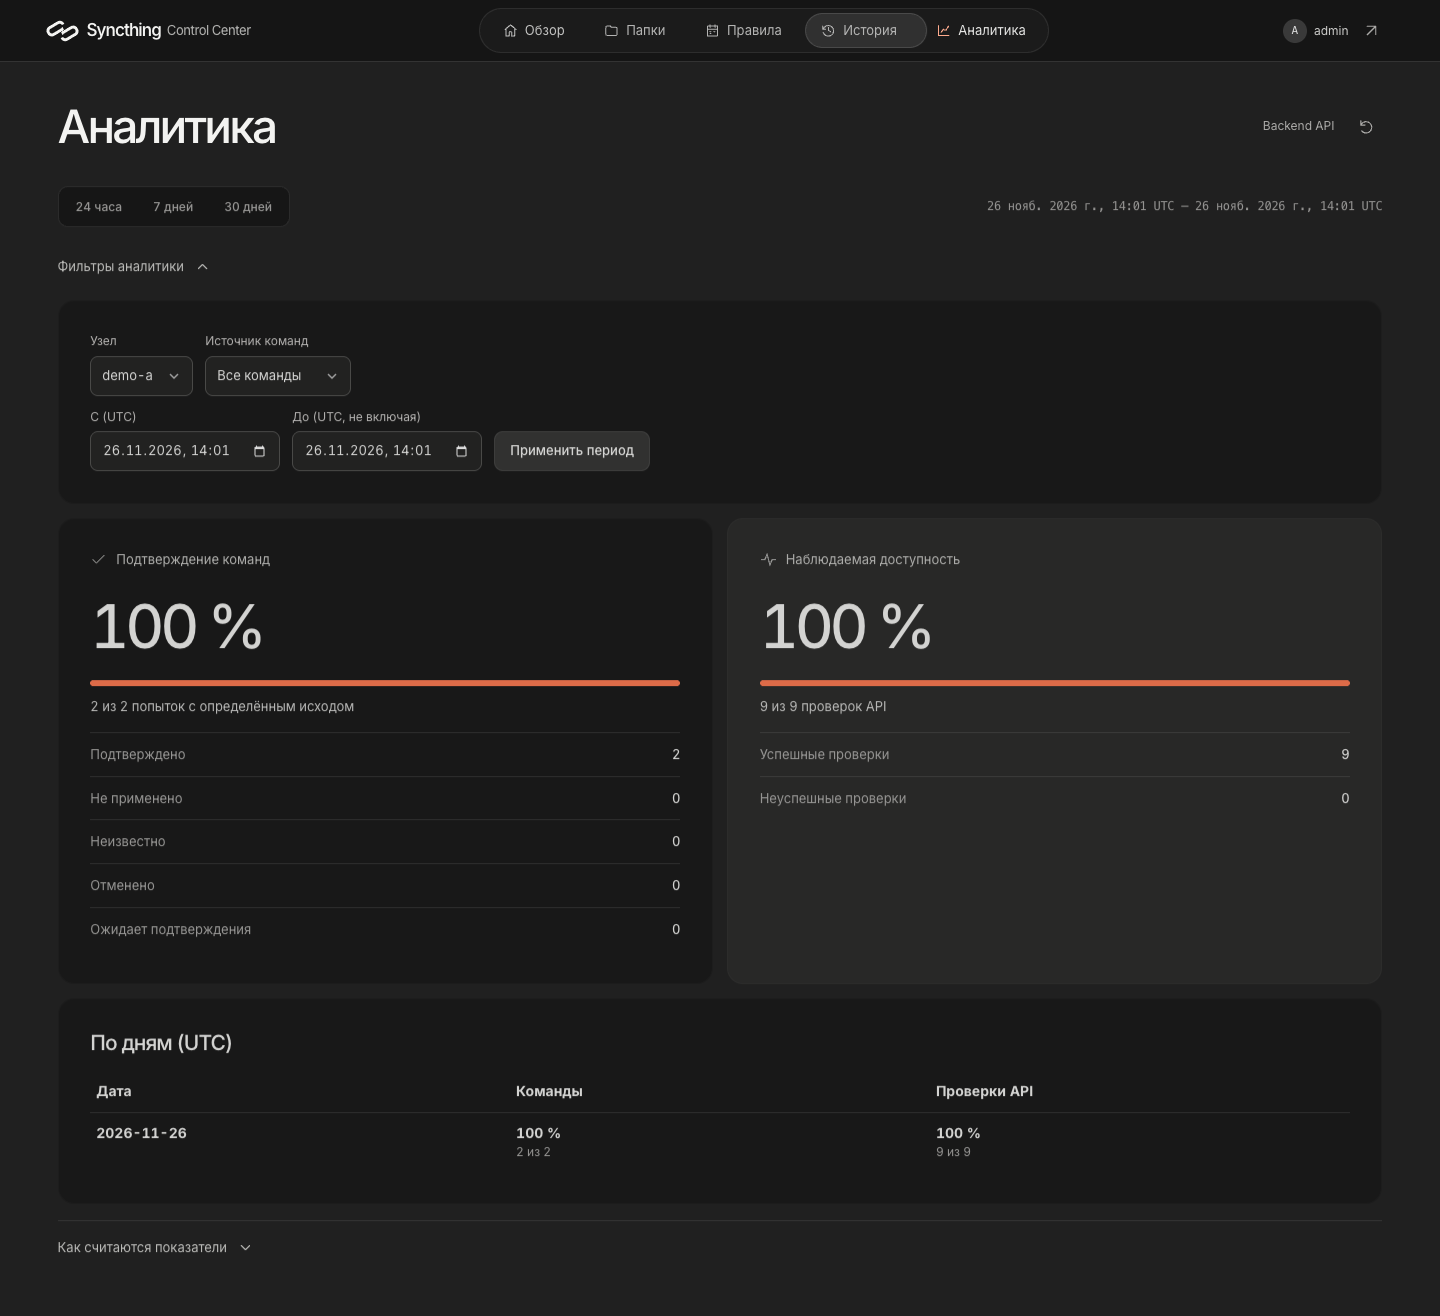 Syncthing Control Center
Обзор Папки Правила История Аналитика
A admin
Аналитика
Backend API
24 часа 7 дней 30 дней
26 нояб. 2026 г., 14:01 UTC — 26 нояб. 2026 г., 14:01 UTC
Фильтры аналитики
Узел Источник команд
demo-a Все команды
С (UTC) До (UTC, не включая)
26.11.2026, 14:01 26.11.2026, 14:01 Применить период
Подтверждение команд
100 %
2 из 2 попыток с определённым исходом
Подтверждено 2
Не применено 0
Неизвестно 0
Отменено 0
Ожидает подтверждения 0
Наблюдаемая доступность
100 %
9 из 9 проверок API
Успешные проверки 9
Неуспешные проверки 0
По дням (UTC)
Дата Команды Проверки API
2026-11-26 100 % 100 %
2 из 2 9 из 9
Как считаются показатели